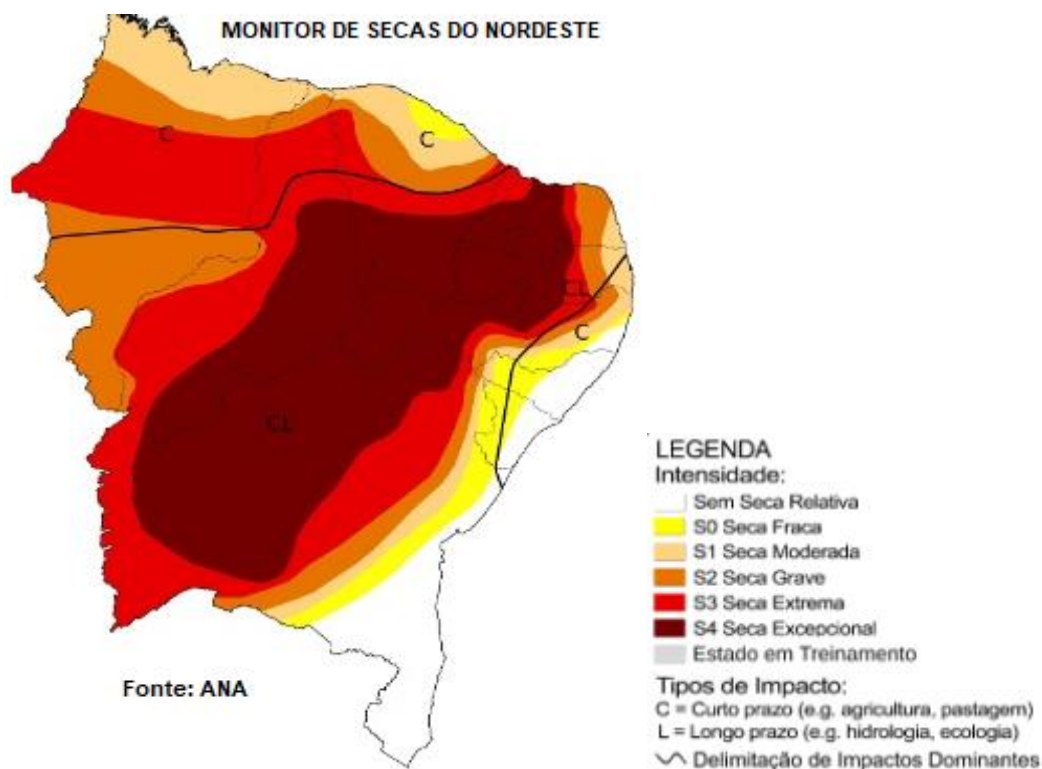 MONITOR DE SECAS DO NORDESTE
C
C
CL
C
CL
LEGENDA
Intensidade:
Sem Seca Relativa
S0 Seca Fraca
S1 Seca Moderada
S2 Seca Grave
S3 Seca Extrema
S4 Seca Excepcional
Estado em Treinamento
Fonte: ANA
Tipos de Impacto:
C = Curto prazo (e.g. agricultura, pastagem)
L = Longo prazo (e.g. hidrologia, ecologia)
Delimitação de Impactos Dominantes